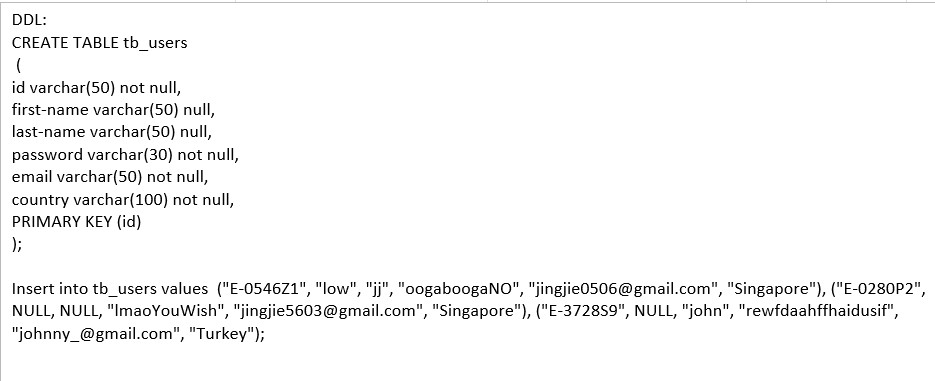 DDL:
CREATE TABLE tb_users
(
id varchar(50) not null,
first-name varchar(50) null,
last-name varchar(50) null,
password varchar(30) not null,
email varchar(50) not null,
country varchar(100) not null,
PRIMARY KEY (id)
);
Insert into tb_users values  ("E-0546Z1", "low", "jj", "oogaboogaNO", "jingjie0506@gmail.com", "Singapore"), ("E-0280P2",
NULL, NULL, "lmaoYouWish", "jingjie5603@gmail.com", "Singapore"), ("E-3728S9", NULL, "john", "rewfdaahffhaidusif",
"johnny_@gmail.com", "Turkey");